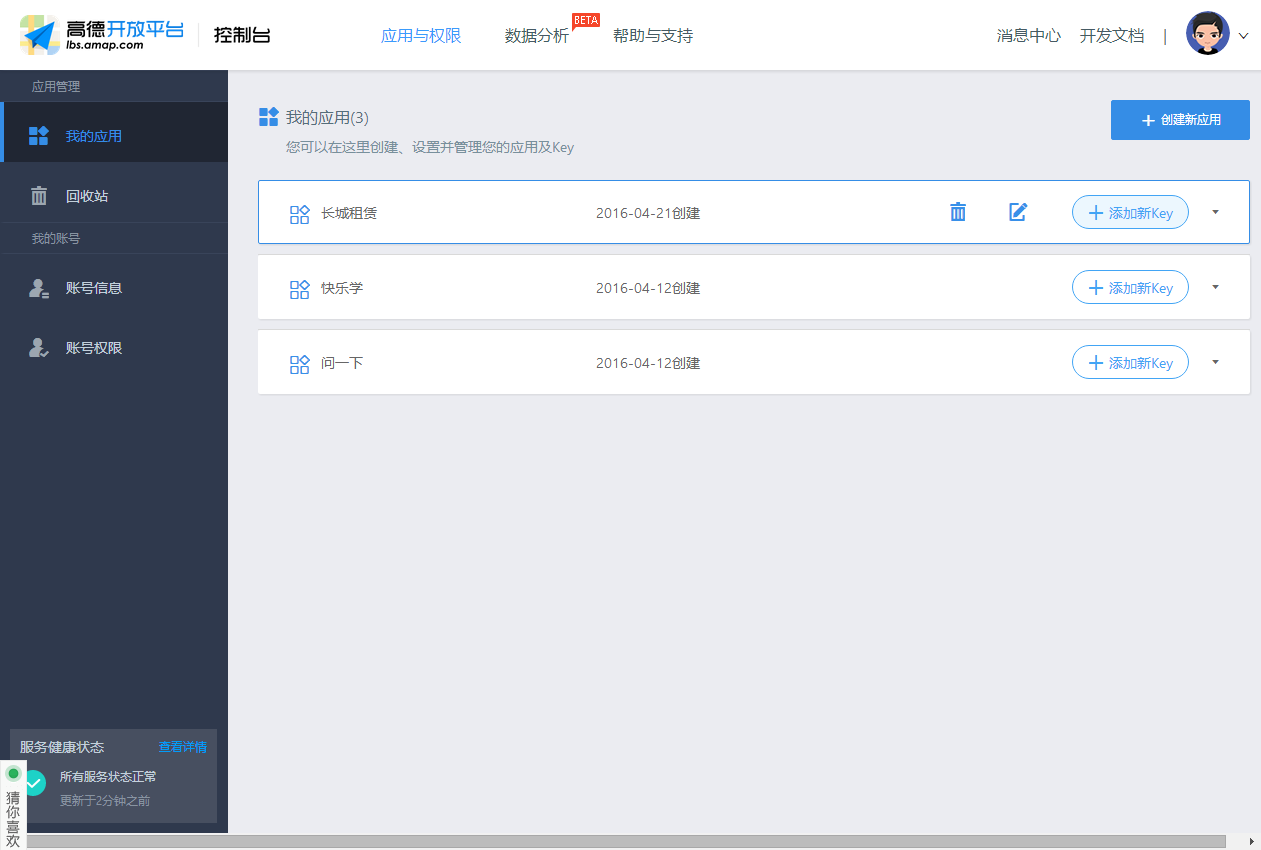 高德开放平台
lbs.amap.com
控制台
应用与权限
数据分析
BETA
帮助与支持
消息中心
开发文档
|
应用管理
我的应用
回收站
我的账号
账号信息
账号权限
服务健康状态
查看详情
所有服务状态正常
更新于2分钟之前
猜你喜欢
我的应用(3)
您可以在这里创建、设置并管理您的应用及Key
创建新应用
长城租赁
2016-04-21创建
添加新Key
快乐学
2016-04-12创建
添加新Key
问一下
2016-04-12创建
添加新Key